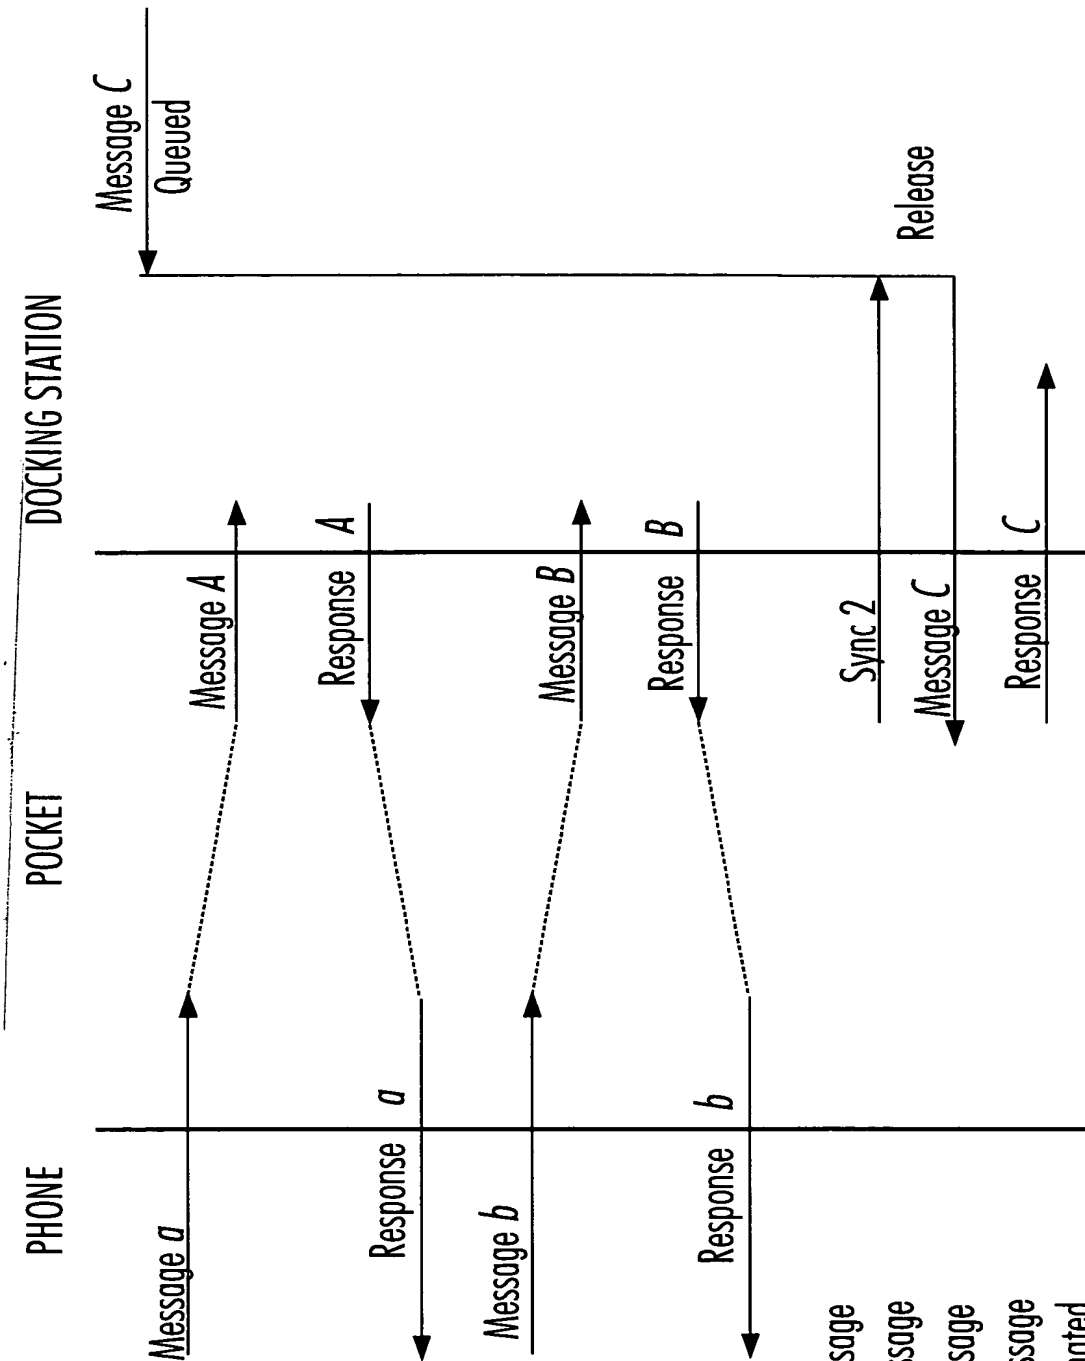 PHONE
POCKET
DOCKING STATION
Message C
Queued
Message a
Message A
Response A
Response a
Message b
Message B
Response B
Response b
Sync 2
Release
Message C
Response C